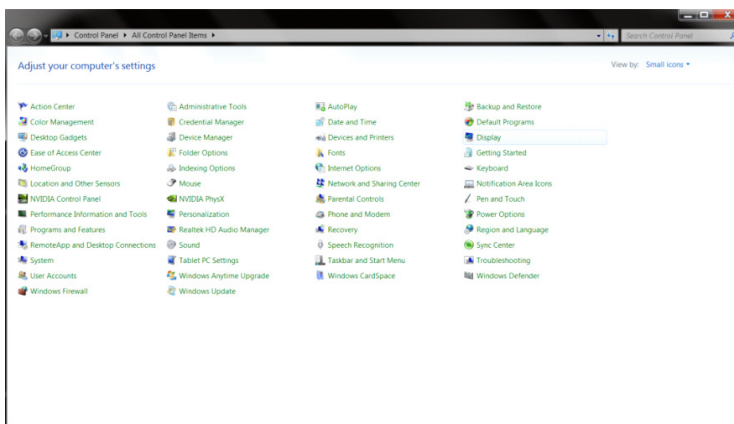 Control Panel All Control Panel Items Search Control Panel
Adjust your computer's settings View by: Small icons
Action Center Administrative Tools AutoPlay Backup and Restore
Color Management Credential Manager Date and Time Default Programs
Desktop Gadgets Device Manager Devices and Printers Display
Ease of Access Center Folder Options Fonts Getting Started
HomeGroup Indexing Options Internet Options Keyboard
Location and Other Sensors Mouse Network and Sharing Center Notification Area Icons
NVIDIA Control Panel NVIDIA PhysX Parental Controls Pen and Touch
Performance Information and Tools Personalization Phone and Modem Power Options
Programs and Features Realtek HD Audio Manager Recovery Region and Language
RemoteApp and Desktop Connections Sound Speech Recognition Sync Center
System Tablet PC Settings Taskbar and Start Menu Troubleshooting
User Accounts Windows Anytime Upgrade Windows CardSpace Windows Defender
Windows Firewall Windows Update